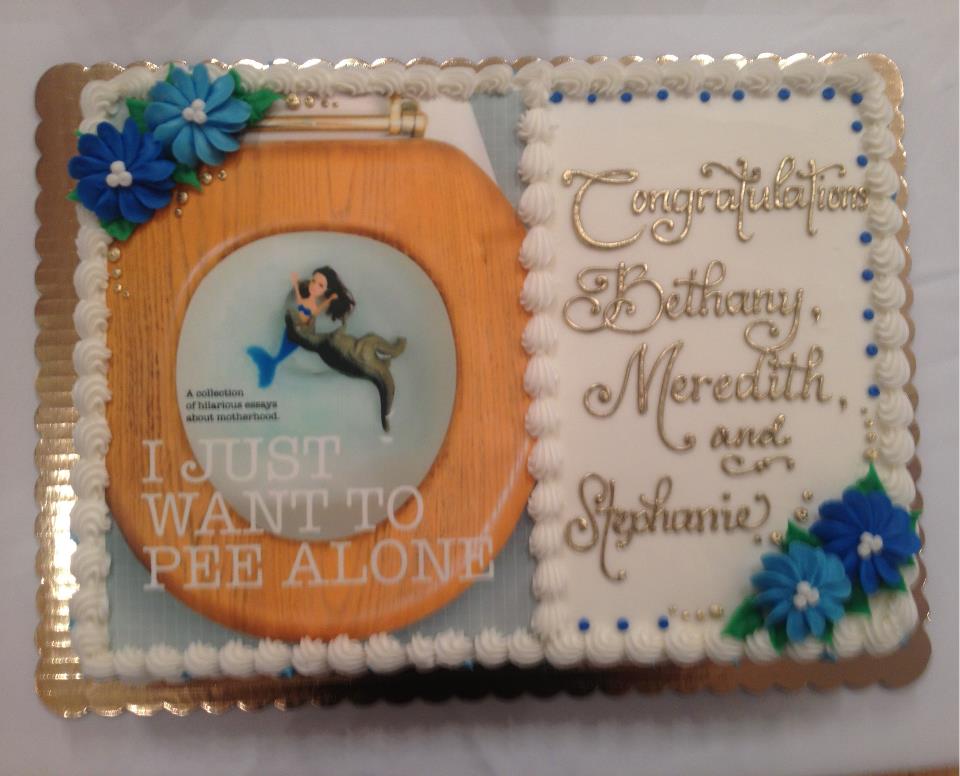 A collection
of hilarious essays
about motherhood.
I JUST
WANT TO
PEE ALONE
Congratulations
Bethany,
Meredith,
and
Stephanie